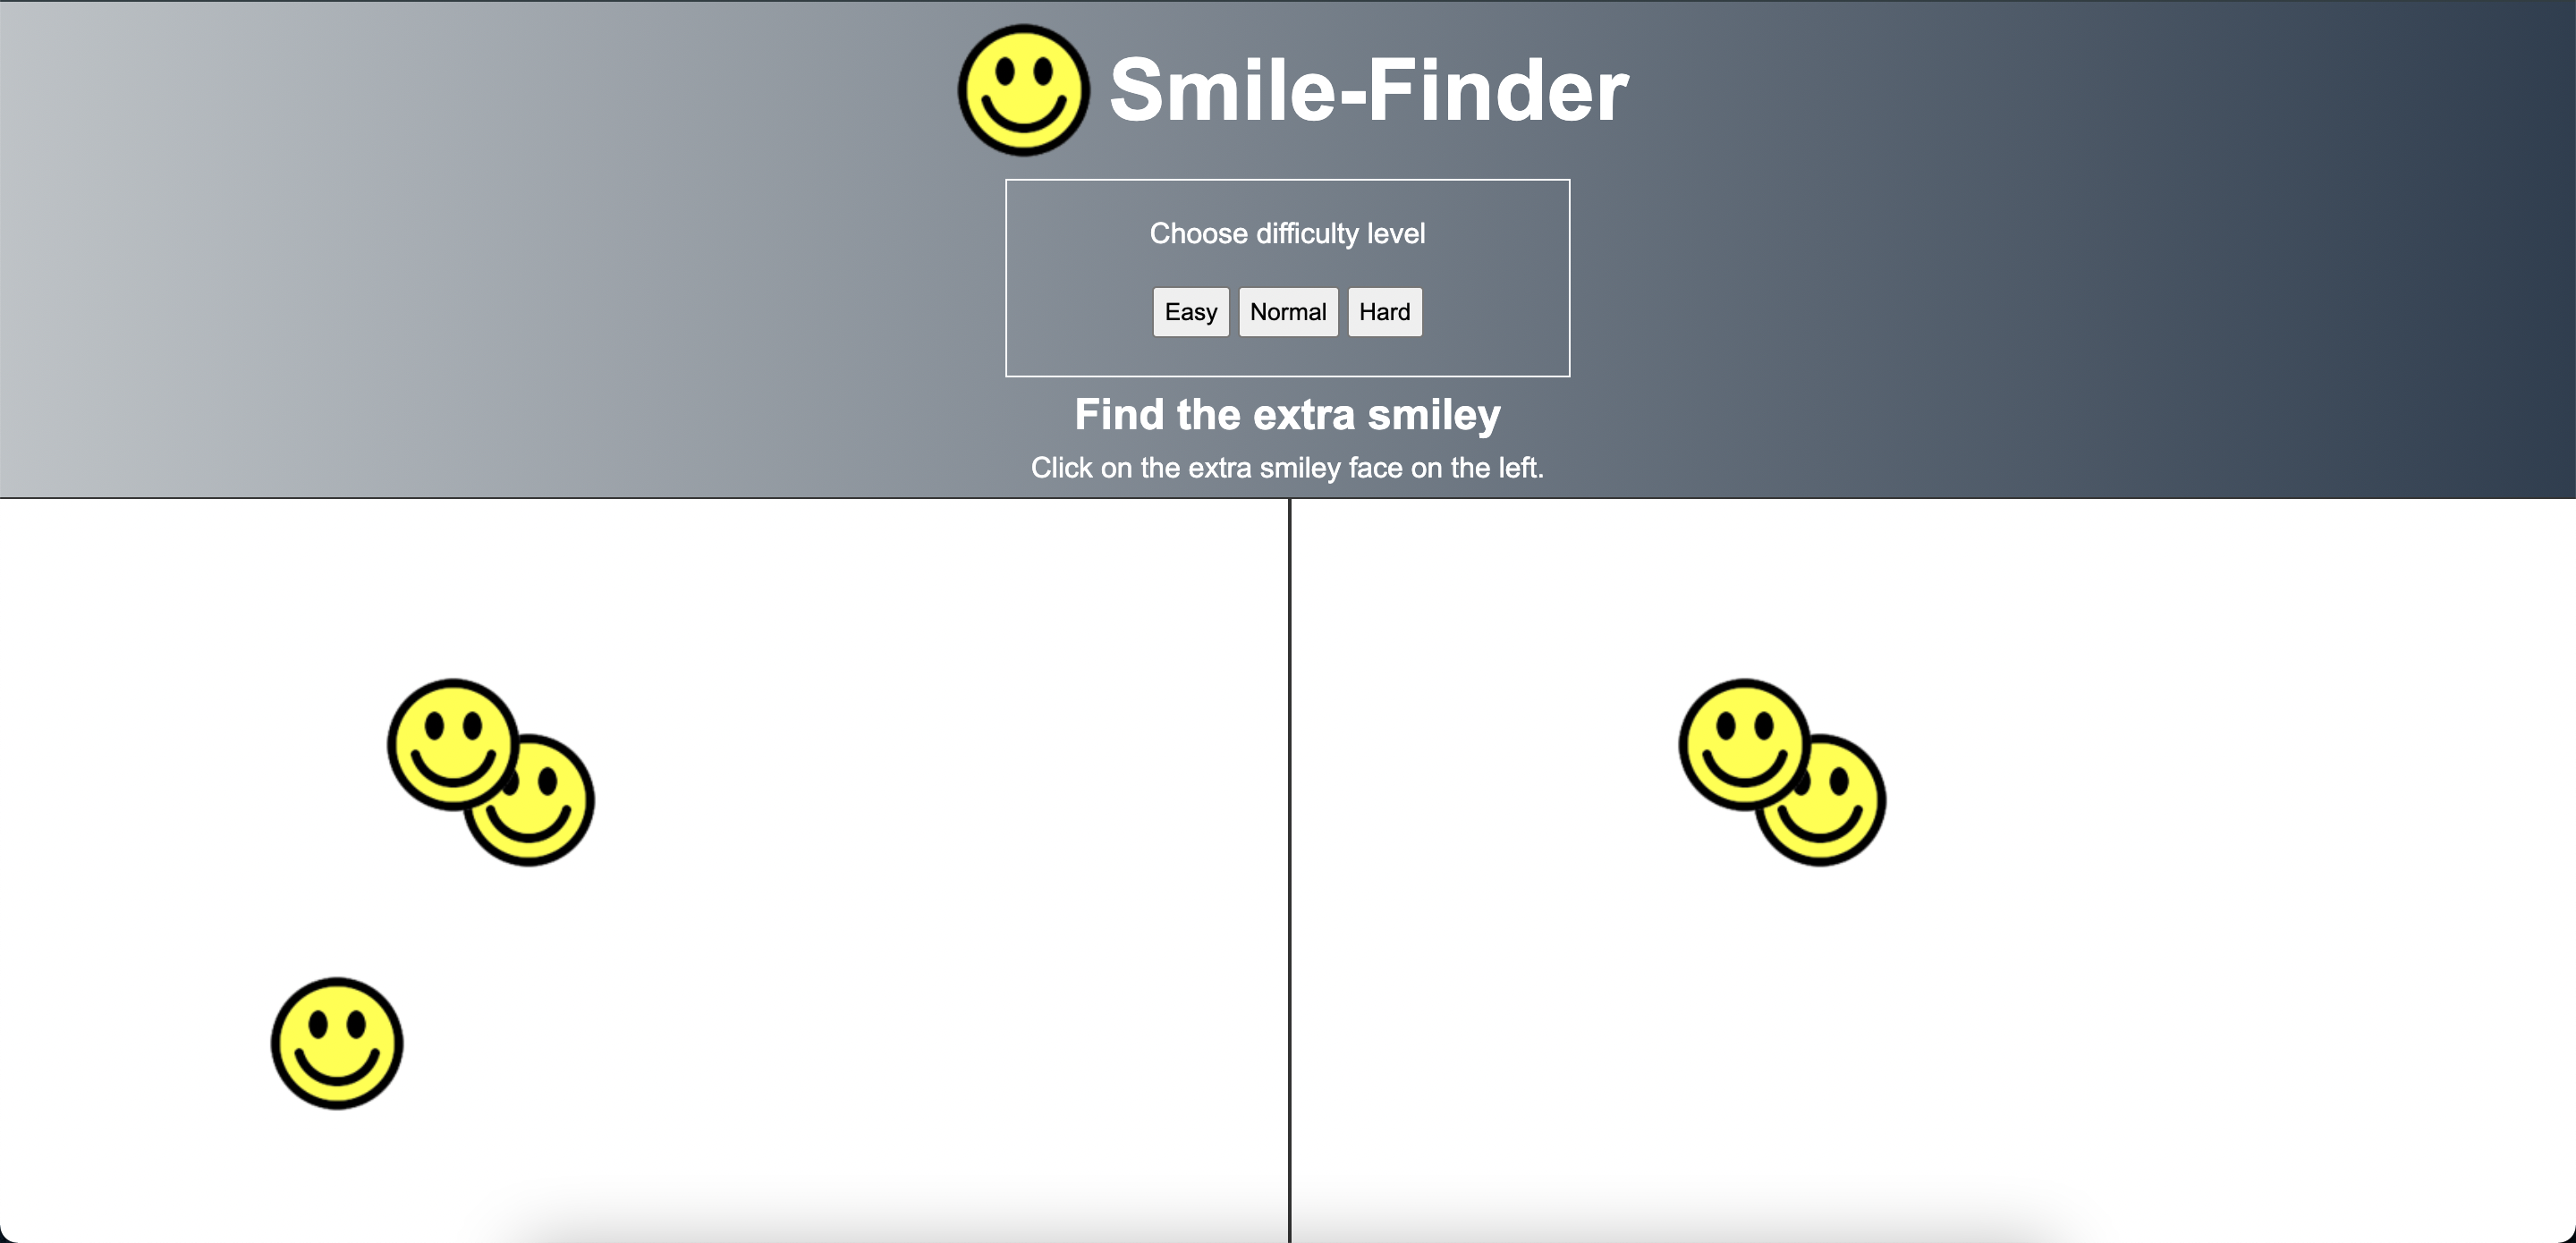 Smile-Finder
Choose difficulty level
Easy Normal Hard
Find the extra smiley
Click on the extra smiley face on the left.